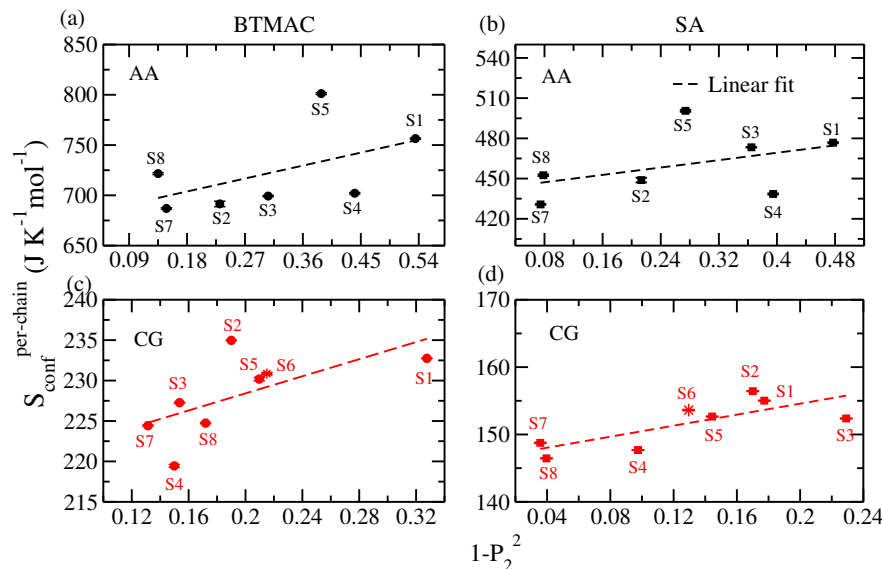 (a) BTMAC
(b) SA
850
800
750
700
650
AA
S5
S1
S8
S7
S2
S3
S4
0.09 0.18 0.27 0.36 0.45 0.54
540
510
480
450
420
AA
Linear fit
S5
S3
S1
S8
S2
S7
S4
0.08 0.16 0.24 0.32 0.4 0.48
S_conf^per-chain (J K^-1 mol^-1)
(c)
240
235
230
225
220
215
CG
S2
S5
S6
S1
S3
S7
S8
S4
0.12 0.16 0.2 0.24 0.28 0.32
(d)
170
160
150
140
CG
S6
S2
S1
S7
S5
S3
S8
S4
0.04 0.08 0.12 0.16 0.2 0.24
1-P_2^2